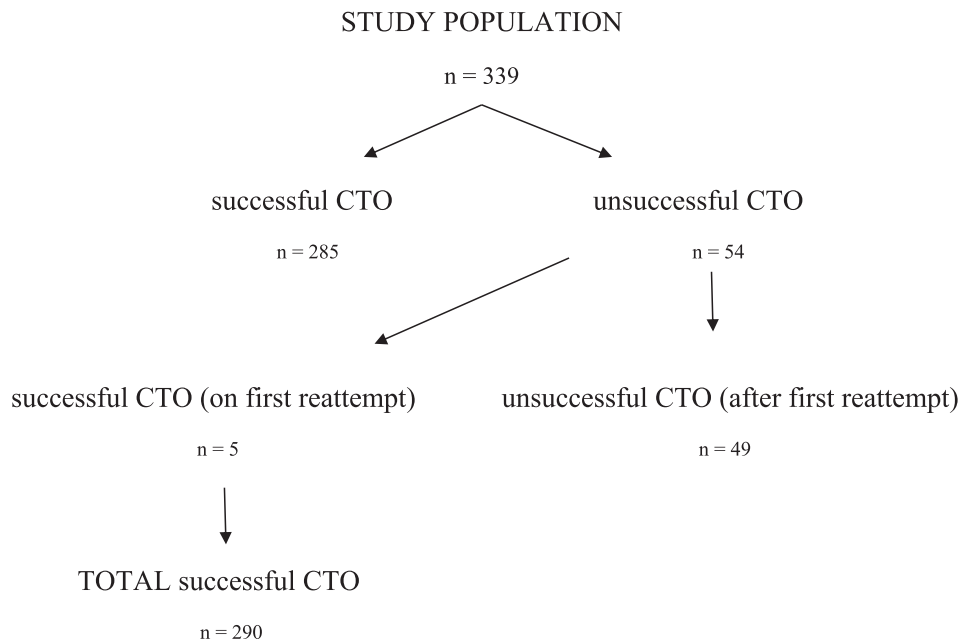 STUDY POPULATION
n = 339
successful CTO
unsuccessful CTO
n = 285
n = 54
successful CTO (on first reattempt)
unsuccessful CTO (after first reattempt)
n = 5
n = 49
TOTAL successful CTO
n = 290